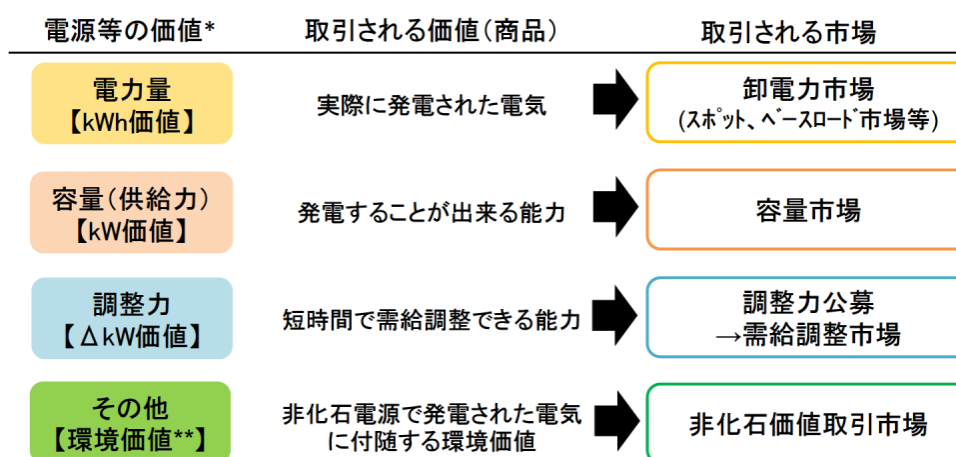 電源等の価値*
取引される価値(商品)
取引される市場
電力量
【kWh価値】
実際に発電された電気
卸電力市場
(スポット、ベースロード市場等)
容量(供給力)
【kW価値】
発電することが出来る能力
容量市場
調整力
【ΔkW価値】
短時間で需給調整できる能力
調整力公募
→需給調整市場
その他
【環境価値**】
非化石電源で発電された電気
に付随する環境価値
非化石価値取引市場